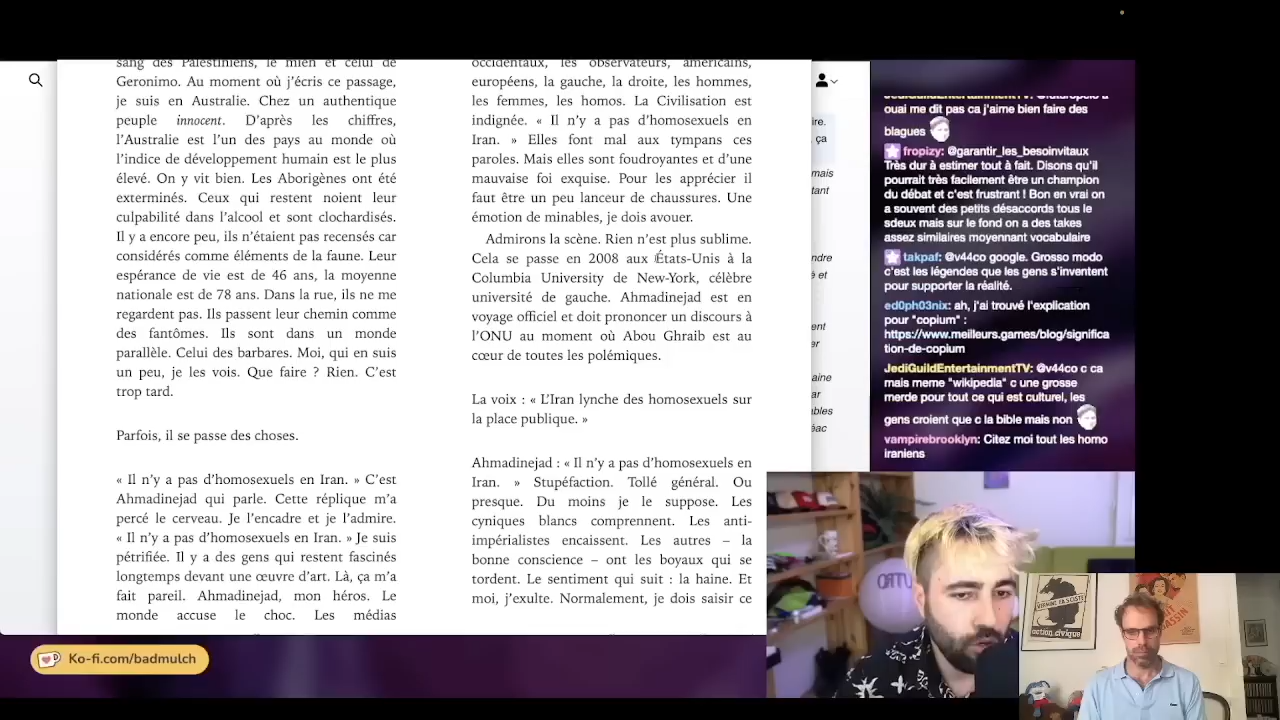 sang des Palestiniens, le mien et celui de
Geronimo. Au moment où j'écris ce passage,
je suis en Australie. Chez un authentique
peuple innocent. D'après les chiffres,
l'Australie est l'un des pays au monde où
l'indice de développement humain est le plus
élevé. On y vit bien. Les Aborigènes ont été
exterminés. Ceux qui restent noient leur
culpabilité dans l'alcool et sont clochardisés.
Il y a encore peu, ils n'étaient pas recensés car
considérés comme éléments de la faune. Leur
espérance de vie est de 46 ans, la moyenne
nationale est de 78 ans. Dans la rue, ils ne me
regardent pas. Ils passent leur chemin comme
des fantômes. Ils sont dans un monde
parallèle. Celui des barbares. Moi, qui en suis
un peu, je les vois. Que faire ? Rien. C'est
trop tard.
Parfois, il se passe des choses.
« Il n'y a pas d'homosexuels en Iran. » C'est
Ahmadinejad qui parle. Cette réplique m'a
percé le cerveau. Je l'encadre et je l'admire.
« Il n'y a pas d'homosexuels en Iran. » Je suis
pétrifiée. Il y a des gens qui restent fascinés
longtemps devant une œuvre d'art. Là, ça m'a
fait pareil. Ahmadinejad, mon héros. Le
monde accuse le choc. Les médias
occidentaux, les observateurs, américains,
européens, la gauche, la droite, les hommes,
les femmes, les homos. La Civilisation est
indignée. « Il n'y a pas d'homosexuels en
Iran. » Elles font mal aux tympans ces
paroles. Mais elles sont foudroyantes et d'une
mauvaise foi exquise. Pour les apprécier il
faut être un peu lanceur de chaussures. Une
émotion de minables, je dois avouer.
Admirons la scène. Rien n'est plus sublime.
Cela se passe en 2008 aux États-Unis à la
Columbia University de New-York, célèbre
université de gauche. Ahmadinejad est en
voyage officiel et doit prononcer un discours à
l'ONU au moment où Abou Ghraib est au
cœur de toutes les polémiques.
La voix : « L'Iran lynche des homosexuels sur
la place publique. »
Ahmadinejad : « Il n'y a pas d'homosexuels en
Iran. » Stupéfaction. Tollé général. Ou
presque. Du moins je le suppose. Les
cyniques blancs comprennent. Les anti-
impérialistes encaissent. Les autres – la
bonne conscience – ont les boyaux qui se
tordent. Le sentiment qui suit : la haine. Et
moi, j'exulte. Normalement, je dois saisir ce
ire.
ça
mais
tant
ndre
é et
ent
er
aine
ar
ables
éac
ouai me dit pas ca j'aime bien faire des
blagues
fropizy: @garantir_les_besoinvitaux
Très dur à estimer tout à fait. Disons qu'il
pourrait très facilement être un champion
du débat et c'est frustrant ! Bon en vrai on
a souvent des petits désaccords tous le
sdeux mais sur le fond on a des takes
assez similaires moyennant vocabulaire
takpaf: @v44co google. Grosso modo
c'est les légendes que les gens s'inventent
pour supporter la réalité.
ed0ph03nix: ah, j'ai trouvé l'explication
pour "copium" :
https://www.meilleurs.games/blog/significa
tion-de-copium
JediGuildEntertainmentTV: @v44co c ca
mais meme "wikipedia" c une grosse
merde pour tout ce qui est culturel, les
gens croient que c la bible mais non
vampirebrooklyn: Citez moi tout les homo
iraniens
Ko-fi.com/badmulch
VERMINE FASCISTE
action civique